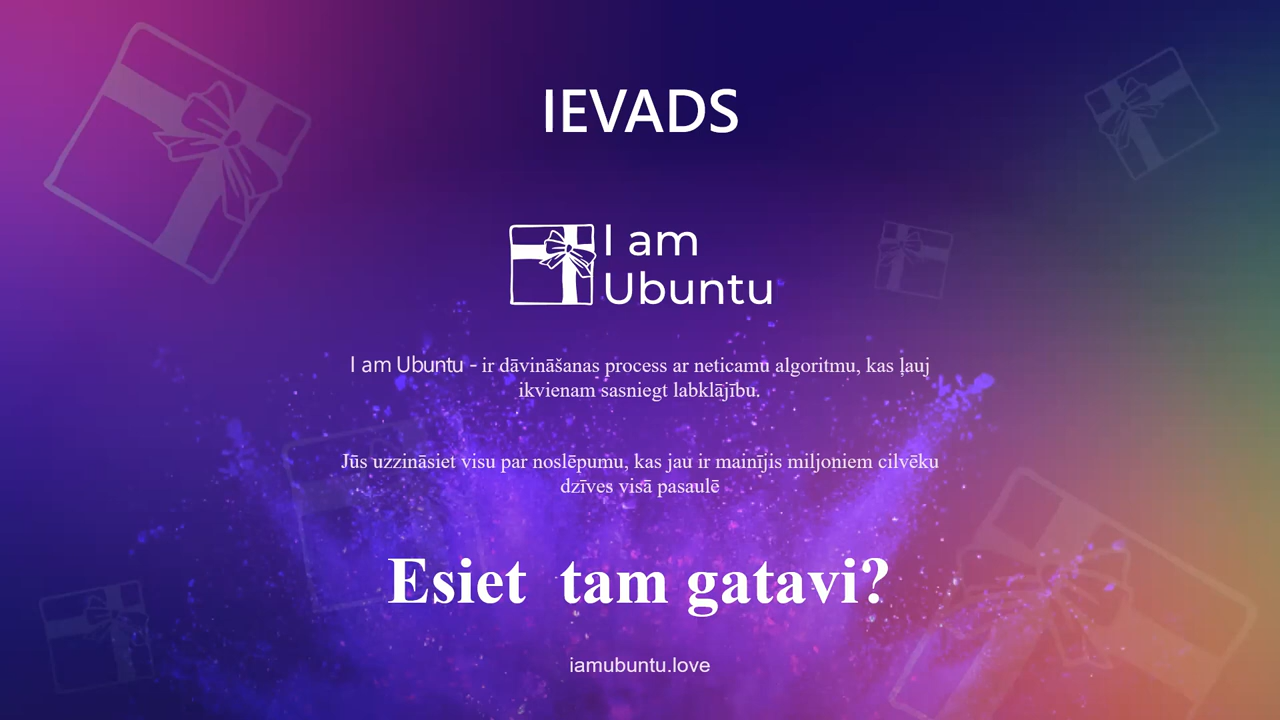 IEVADS
I am
Ubuntu
I am Ubuntu - ir dāvināšanas process ar neticamu algoritmu, kas ļauj
ikvienam sasniegt labklājību.
Jūs uzzināsiet visu par noslēpumu, kas jau ir mainījis miljoniem cilvēku
dzīves visā pasaulē
Esiet  tam gatavi?
iamubuntu.love